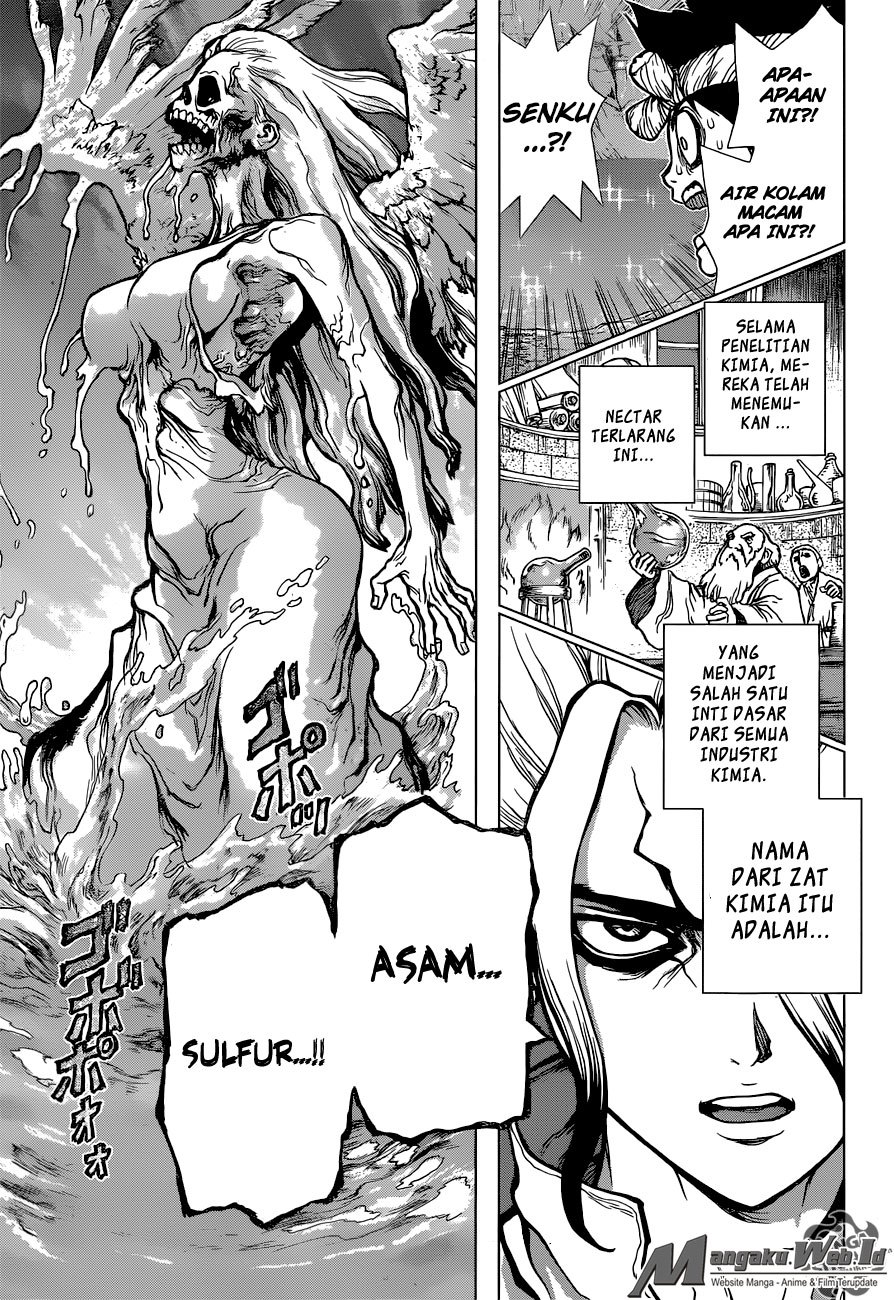 APA-
APAAN
INI?!
AIR KOLAM
MACAM
APA INI?!
SENKU
...?!
SELAMA
PENELITIAN
KIMIA, ME-
REKA TELAH
MENEMU-
KAN ...
NECTAR
TERLARANG
INI...
YANG
MENJADI
SALAH SATU
INTI DASAR
DARI SEMUA
INDUSTRI
KIMIA.
NAMA
DARI ZAT
KIMIA ITU
ADALAH...
ASAM...
SULFUR...!!
ゴポ
ゴボポォォ
Mangaku.Web.Id
Website Manga - Anime & Film Terupdate